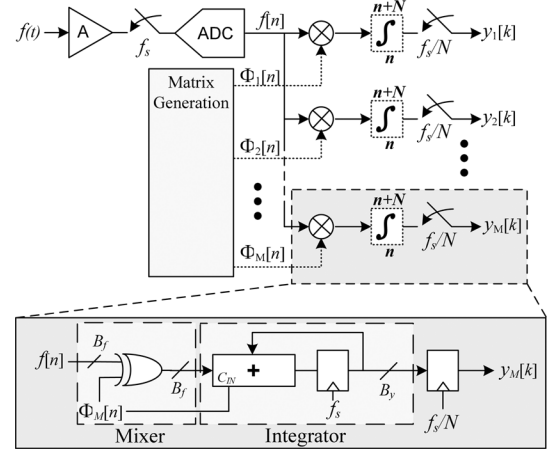 f(t)
A
f_s
ADC
f[n]
n+N
∫
n
f_s/N
y_1[k]
Matrix
Generation
Φ_1[n]
n+N
∫
n
f_s/N
y_2[k]
Φ_2[n]
n+N
∫
n
f_s/N
y_M[k]
Φ_M[n]
f[n]
B_f
B_f
C_IN
+
f_s
B_y
f_s/N
y_M[k]
Φ_M[n]
Mixer
Integrator